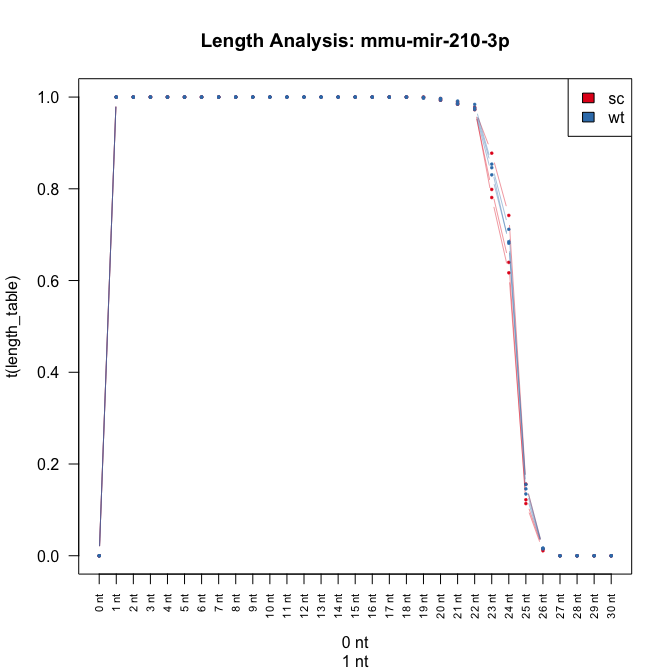 Length Analysis: mmu-mir-210-3p
sc
wt
1.0
0.8
0.6
0.4
0.2
0.0
t(length_table)
0 nt
1 nt
2 nt
3 nt
4 nt
5 nt
6 nt
7 nt
8 nt
9 nt
10 nt
11 nt
12 nt
13 nt
14 nt
15 nt
16 nt
17 nt
18 nt
19 nt
20 nt
21 nt
22 nt
23 nt
24 nt
25 nt
26 nt
27 nt
28 nt
29 nt
30 nt
0 nt
1 nt